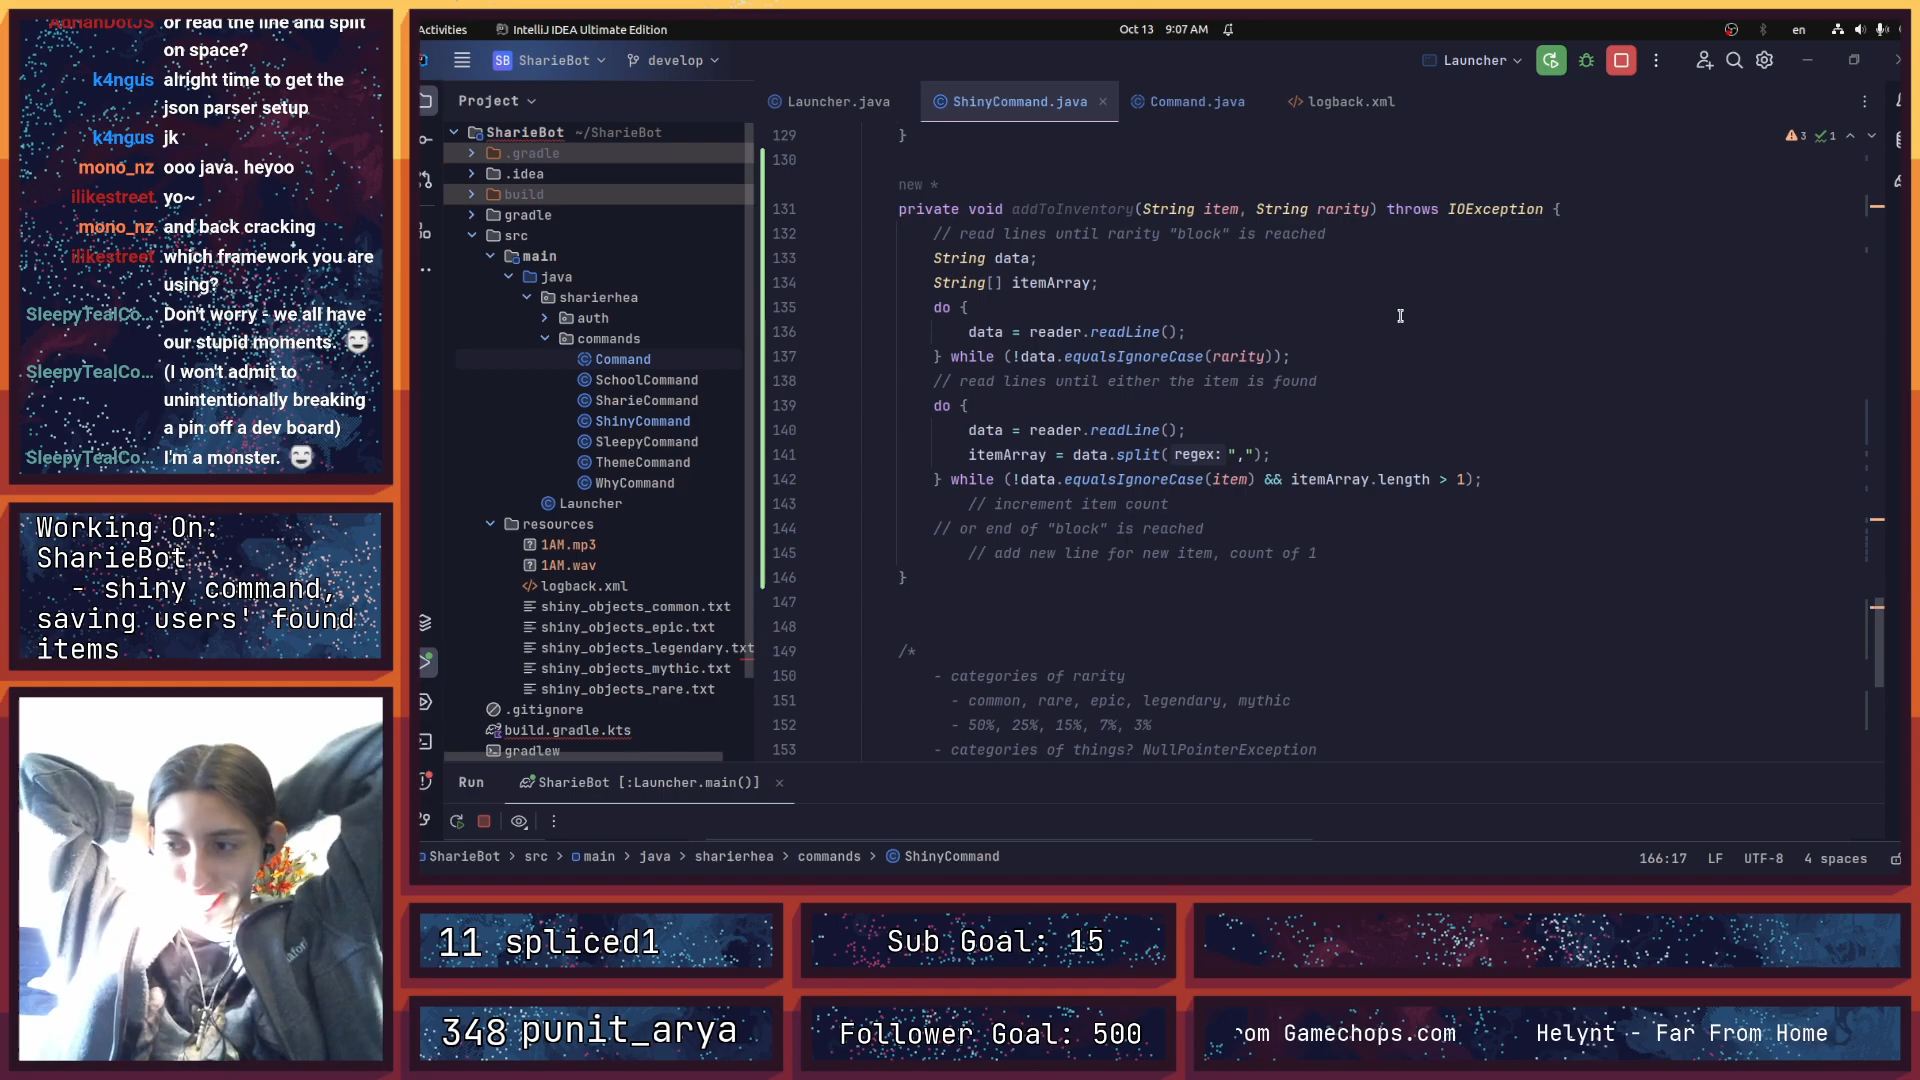 AdrianDotJS or read the line and split
on space?
k4ngus alright time to get the
json parser setup
k4ngus jk
mono_nz ooo java. heyoo
ilikestreet yo~
mono_nz and back cracking
ilikestreet which framework you are
using?
SleepyTealCo... Don't worry - we all have
our stupid moments.
SleepyTealCo... (I won't admit to
unintentionally breaking
a pin off a dev board)
SleepyTealCo... I'm a monster.
Working On:
SharieBot
- shiny command,
saving users' found
items
Activities IntelliJ IDEA Ultimate Edition Oct 13 9:07 AM en
SB SharieBot develop Launcher
Project
Launcher.java ShinyCommand.java Command.java logback.xml
SharieBot ~/SharieBot
.gradle
.idea
build
gradle
src
main
java
sharierhea
auth
commands
Command
SchoolCommand
SharieCommand
ShinyCommand
SleepyCommand
ThemeCommand
WhyCommand
Launcher
resources
1AM.mp3
1AM.wav
logback.xml
shiny_objects_common.txt
shiny_objects_epic.txt
shiny_objects_legendary.txt
shiny_objects_mythic.txt
shiny_objects_rare.txt
.gitignore
build.gradle.kts
gradlew
3 1
129 }
130
new *
131 private void addToInventory(String item, String rarity) throws IOException {
132 // read lines until rarity "block" is reached
133 String data;
134 String[] itemArray;
135 do {
136 data = reader.readLine();
137 } while (!data.equalsIgnoreCase(rarity));
138 // read lines until either the item is found
139 do {
140 data = reader.readLine();
141 itemArray = data.split( regex: ",");
142 } while (!data.equalsIgnoreCase(item) && itemArray.length > 1);
143 // increment item count
144 // or end of "block" is reached
145 // add new line for new item, count of 1
146 }
147
148
149 /*
150 - categories of rarity
151 - common, rare, epic, legendary, mythic
152 - 50%, 25%, 15%, 7%, 3%
153 - categories of things? NullPointerException
Run SharieBot [:Launcher.main()]
SharieBot > src > main > java > sharierhea > commands > ShinyCommand 166:17 LF UTF-8 4 spaces
11 spliced1
Sub Goal: 15
348 punit_arya
Follower Goal: 500
rom Gamechops.com Helynt - Far From Home